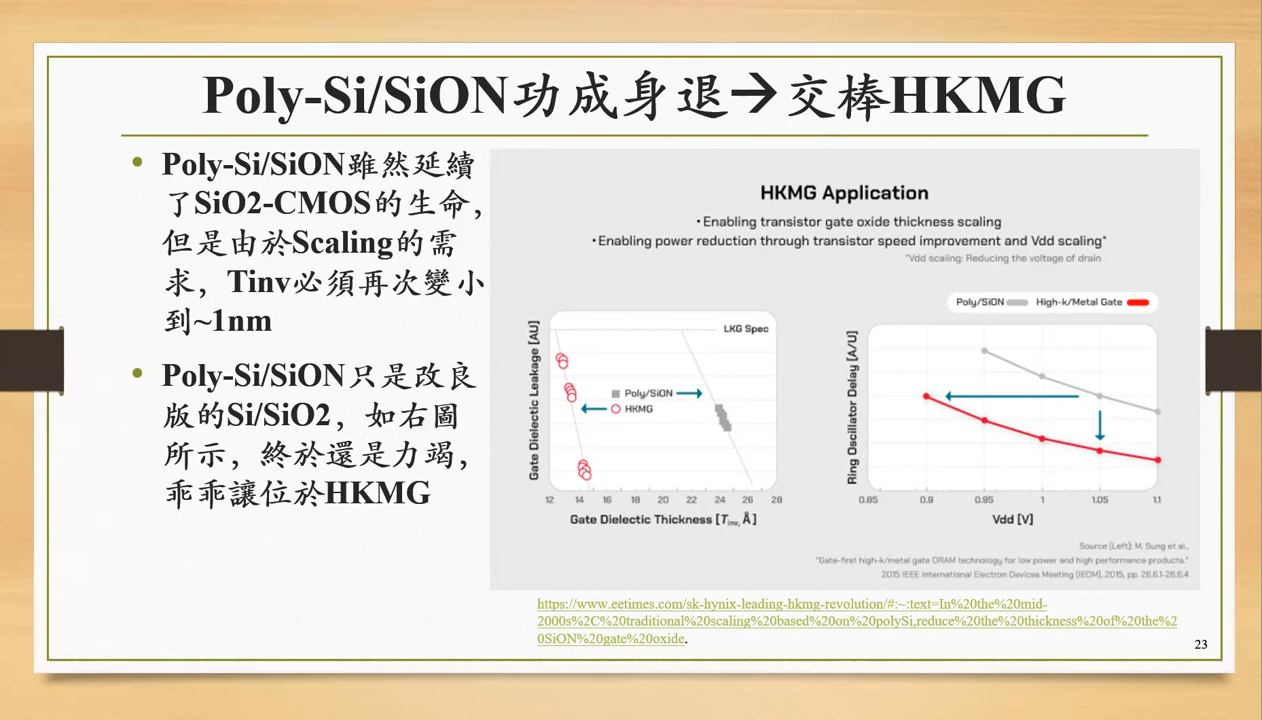 Poly-Si/SiON功成身退→交棒HKMG
• Poly-Si/SiON雖然延續
了SiO2-CMOS的生命,
但是由於Scaling的需
求, Tinv必須再次變小
到~1nm
• Poly-Si/SiON只是改良
版的Si/SiO2, 如右圖
所示, 終於還是力竭,
乖乖讓位於HKMG
HKMG Application
• Enabling transistor gate oxide thickness scaling
• Enabling power reduction through transistor speed improvement and Vdd scaling*
*Vdd scaling: Reducing the voltage of drain
Gate Dielectric Leakage [AU]
LKG Spec
Poly/SiON
HKMG
12 14 16 18 20 22 24 26 28
Gate Dielectric Thickness [Tinv, Å]
Poly/SiON High-k/Metal Gate
Ring Oscillator Delay [A/U]
0.85 0.9 0.95 1 1.05 1.1
Vdd [V]
Source [Left]: M. Sung et al.,
"Gate-first high-k/metal gate DRAM technology for low power and high performance products,"
2015 IEEE International Electron Devices Meeting [IEDM], 2015, pp. 26.6.1-26.6.4
https://www.eetimes.com/sk-hynix-leading-hkmg-revolution/#:~:text=In%20the%20mid-
2000s%2C%20traditional%20scaling%20based%20on%20polySi,reduce%20the%20thickness%20of%20the%2
0SiON%20gate%20oxide.
23